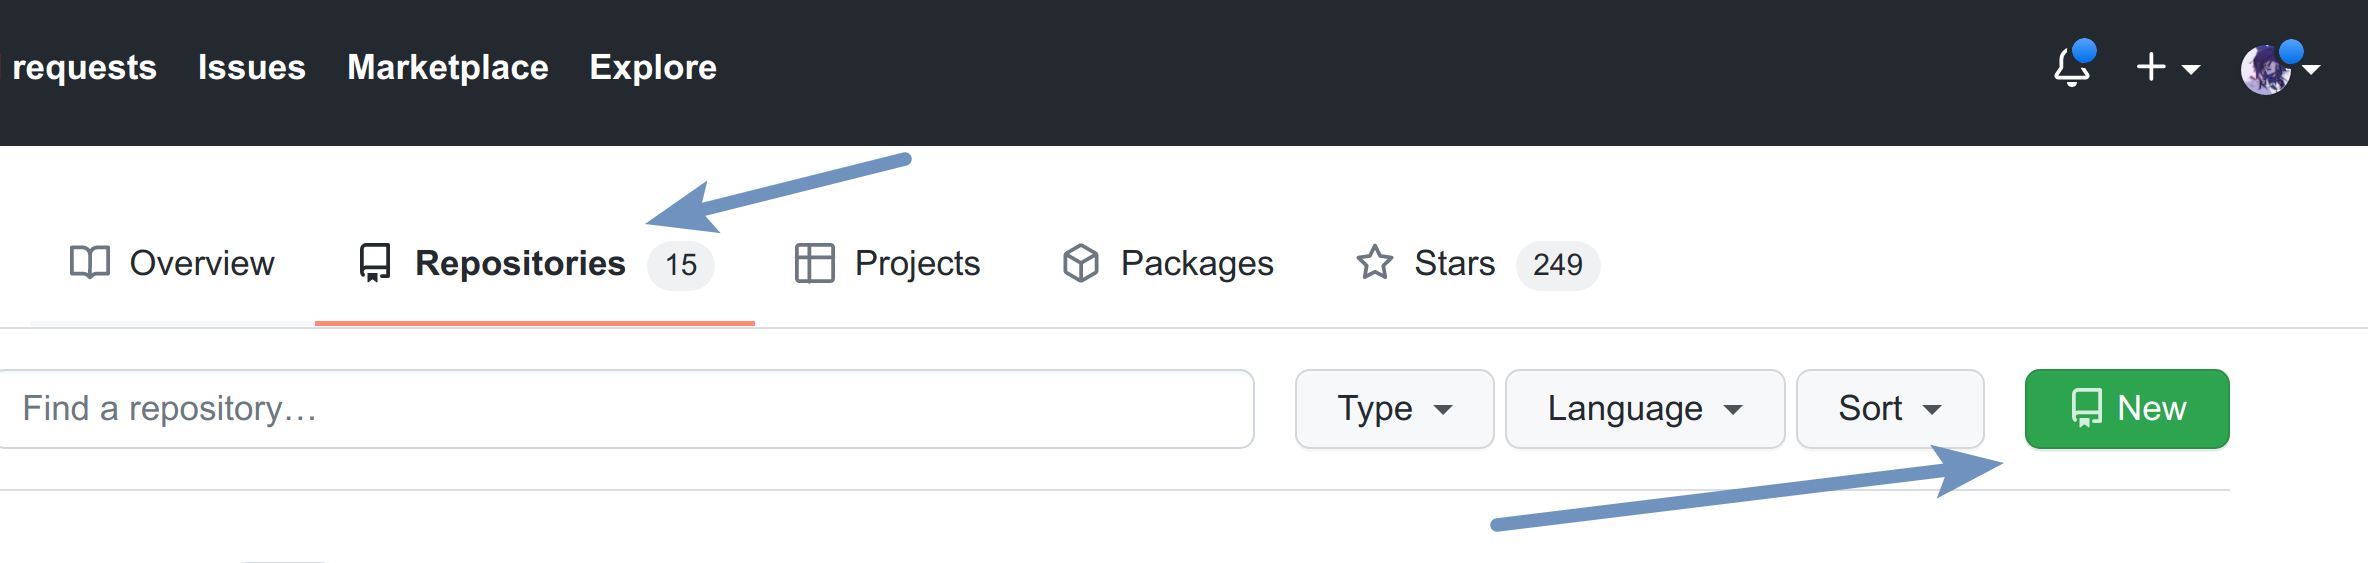 requests Issues Marketplace Explore
Overview Repositories 15 Projects Packages Stars 249
Find a repository… Type Language Sort New